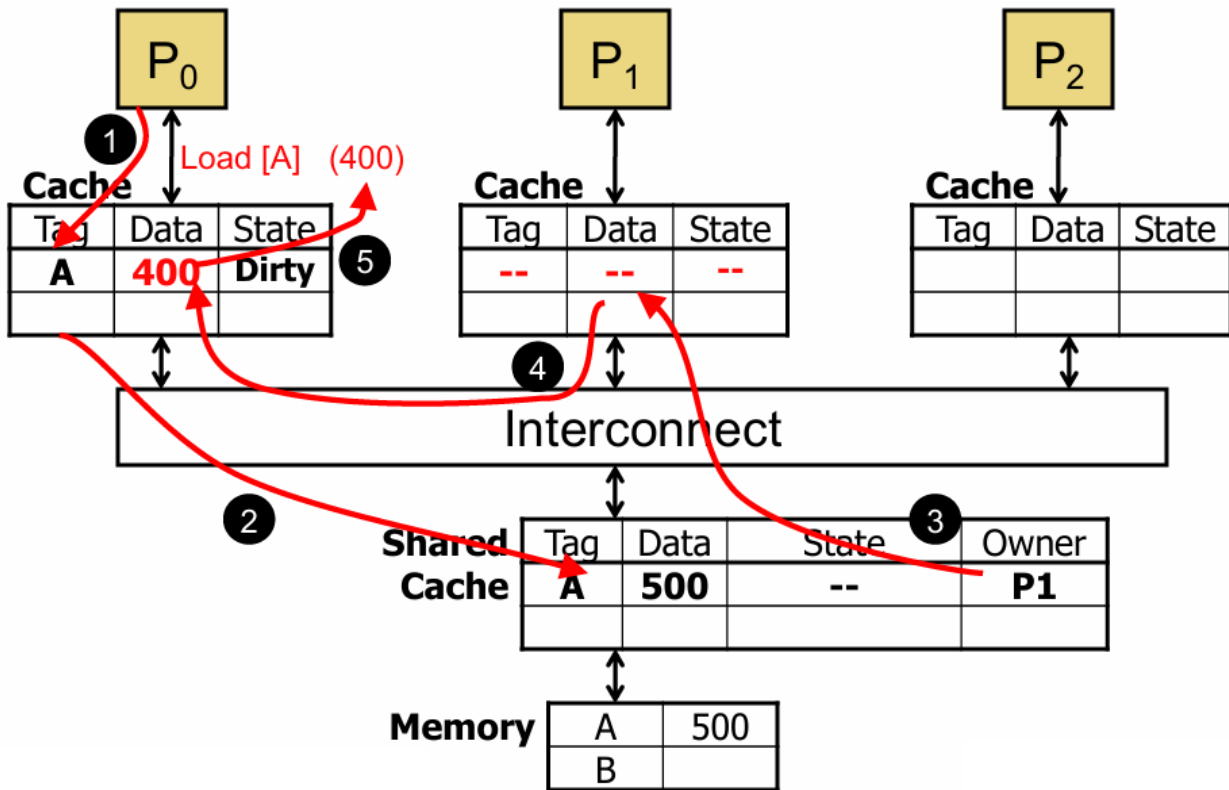 P0 P1 P2
1
Load [A] (400)
Cache Cache Cache
Tag Data State Tag Data State Tag Data State
A 400 Dirty -- -- --
5
4
Interconnect
2 3
Shared Tag Data State Owner
Cache A 500 -- P1
Memory A 500
B